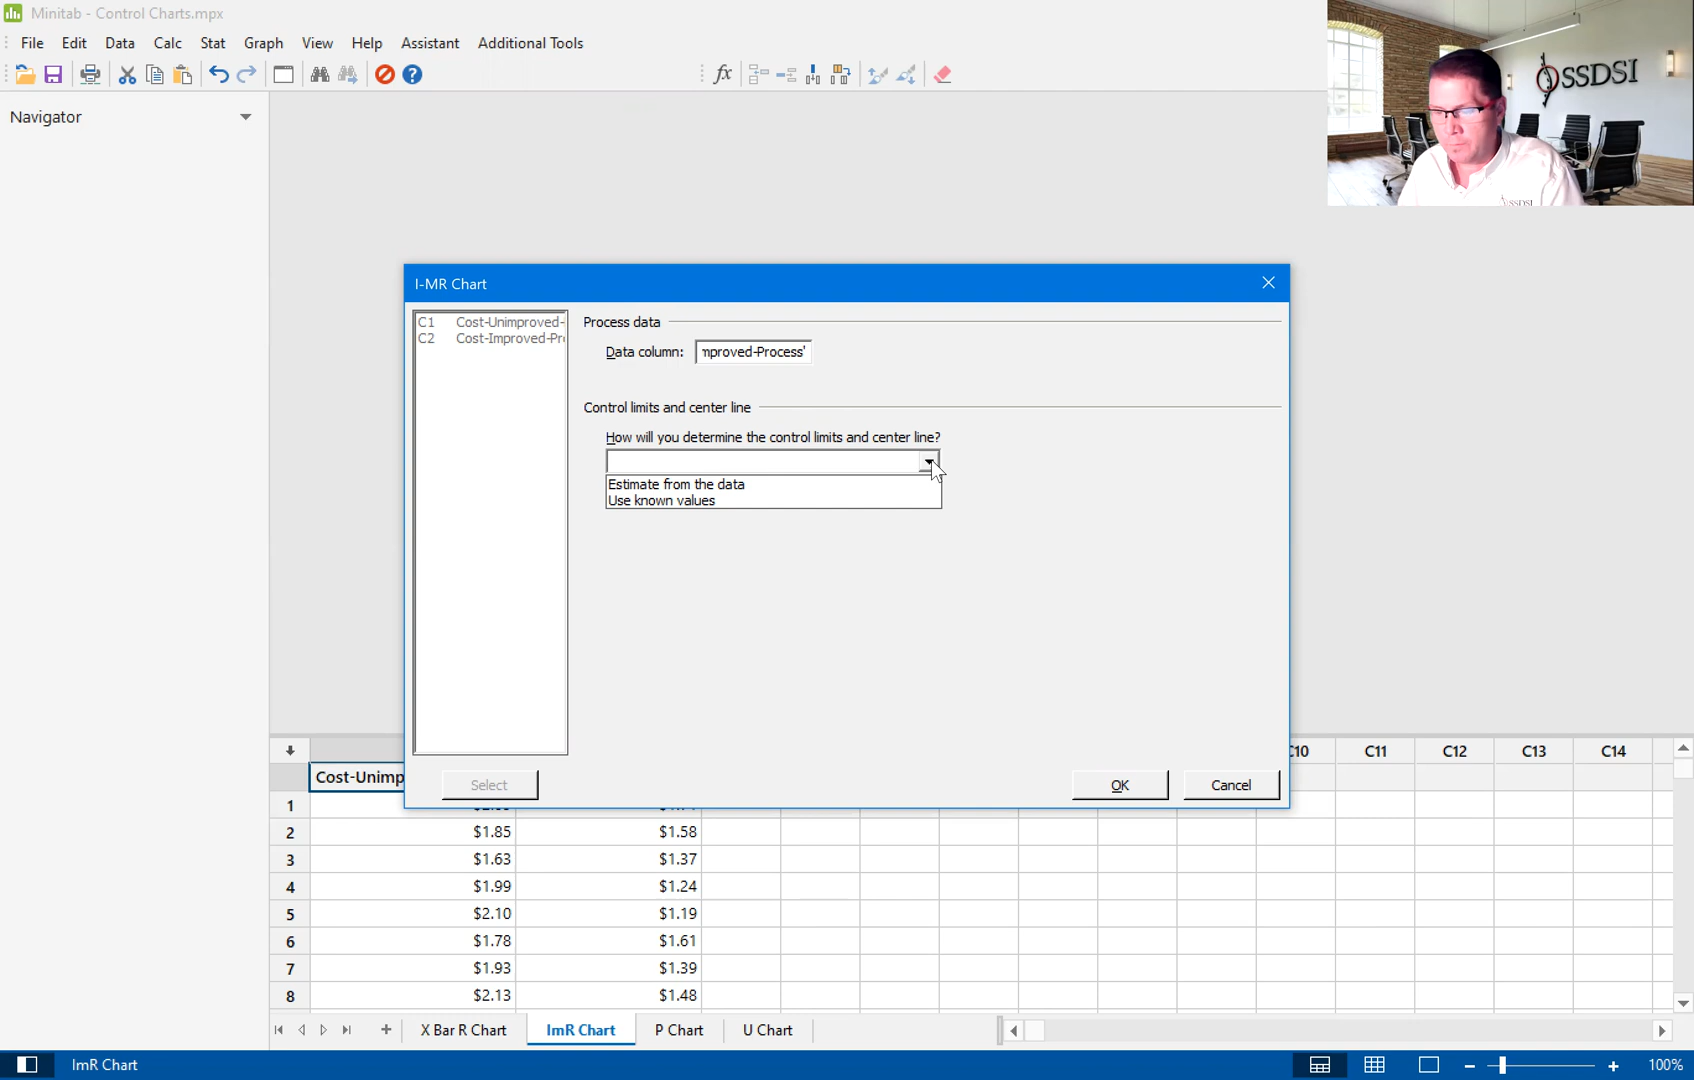 Minitab - Control Charts.mpx
File Edit Data Calc Stat Graph View Help Assistant Additional Tools
fx
SSDSI
Navigator
SSDSI
I-MR Chart
C1 Cost-Unimproved-
C2 Cost-Improved-Pr
Process data
Data column: mproved-Process'
Control limits and center line
How will you determine the control limits and center line?
Estimate from the data
Use known values
Select OK Cancel
C10 C11 C12 C13 C14
Cost-Unimp
1
2 $1.85 $1.58
3 $1.63 $1.37
4 $1.99 $1.24
5 $2.10 $1.19
6 $1.78 $1.61
7 $1.93 $1.39
8 $2.13 $1.48
+ X Bar R Chart ImR Chart P Chart U Chart
ImR Chart 100%